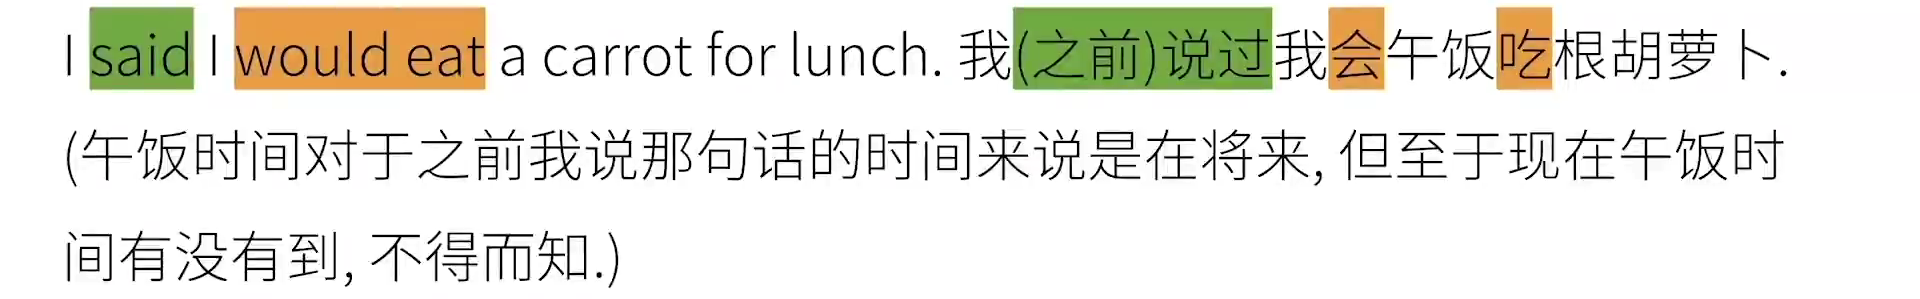 I said I would eat a carrot for lunch. 我(之前)说过我会午饭吃根胡萝卜.
(午饭时间对于之前我说那句话的时间来说是在将来, 但至于现在午饭时
间有没有到, 不得而知.)